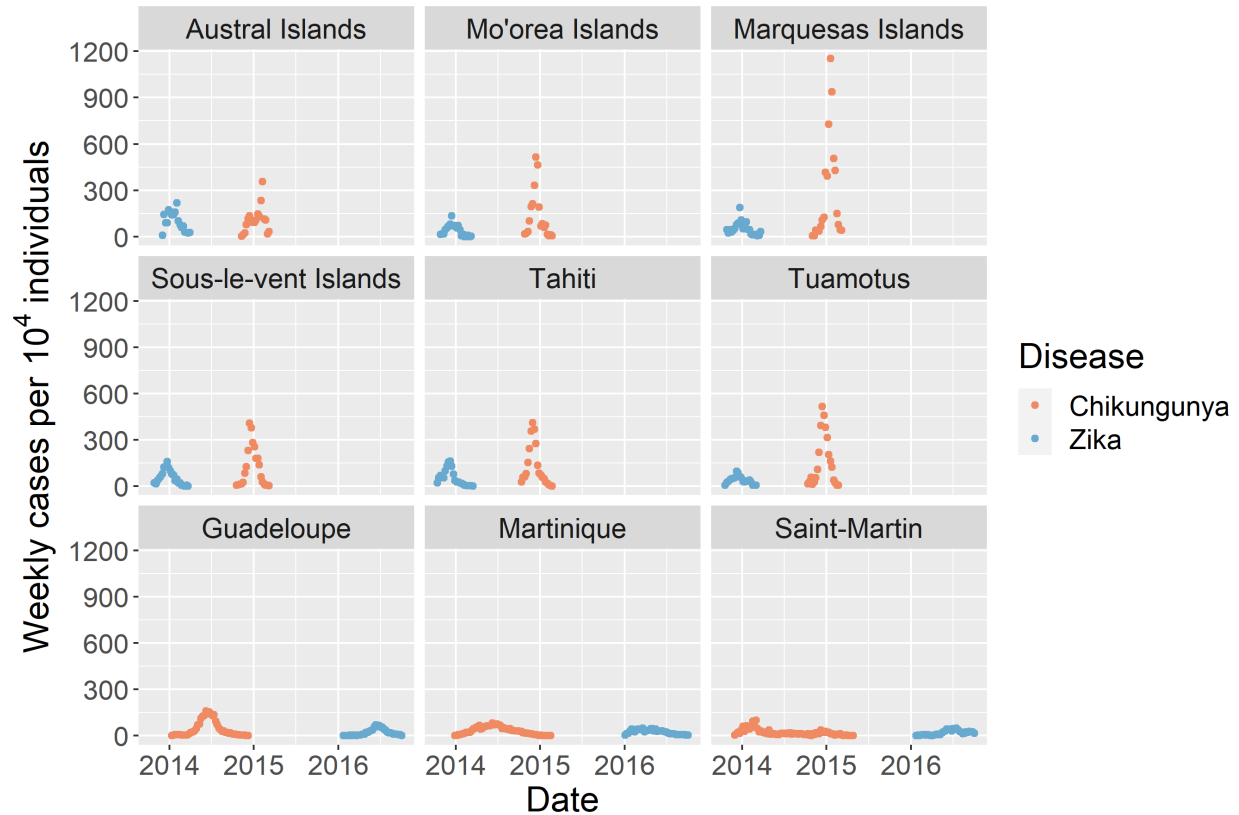 Austral Islands
Mo'orea Islands
Marquesas Islands
1200
900
600
300
0
Sous-le-vent Islands
Tahiti
Tuamotus
1200
900
600
300
0
Guadeloupe
Martinique
Saint-Martin
1200
900
600
300
0
2014 2015 2016
2014 2015 2016
2014 2015 2016
Date
Weekly cases per 10⁴ individuals
Disease
Chikungunya
Zika